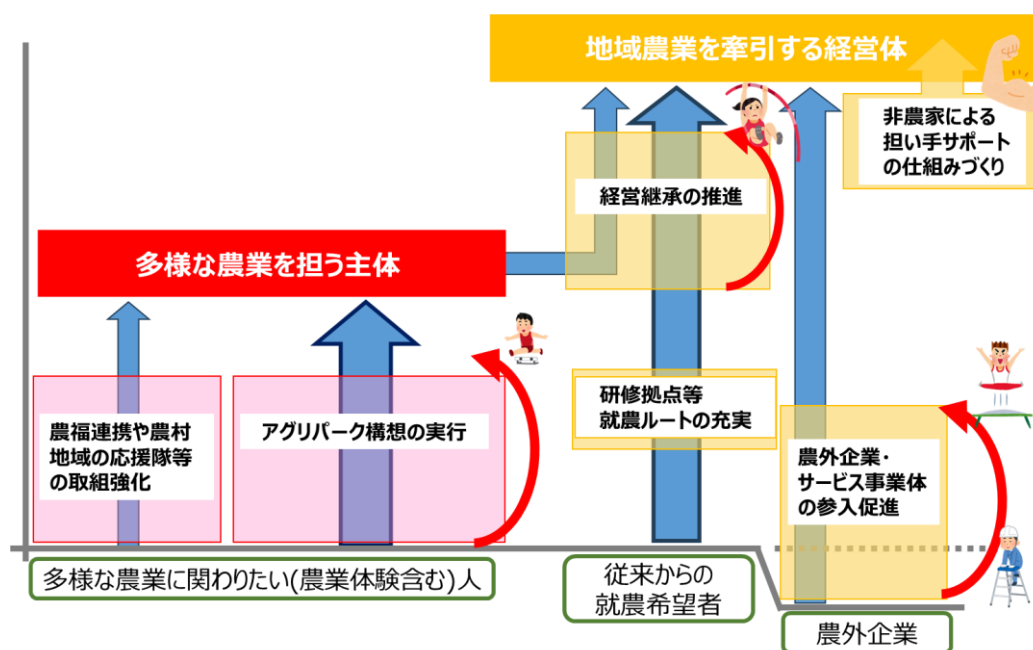 地域農業を牽引する経営体
非農家による
担い手サポート
の仕組みづくり
経営継承の推進
多様な農業を担う主体
研修拠点等
就農ルートの充実
農福連携や農村
地域の応援隊等
の取組強化
アグリパーク構想の実行
農外企業・
サービス事業体
の参入促進
多様な農業に関わりたい(農業体験含む)人
従来からの
就農希望者
農外企業